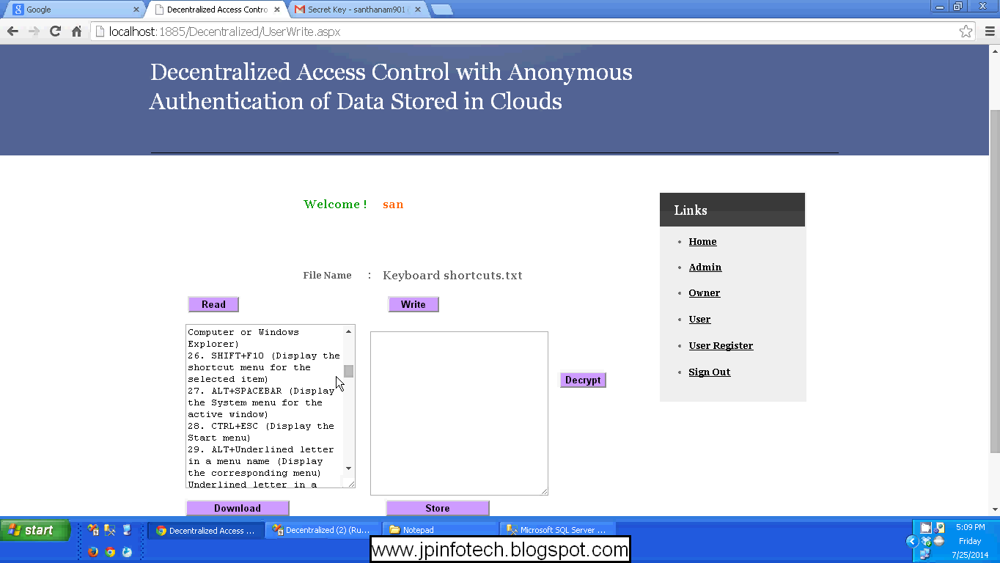 Google
Decentralized Access Contro
Secret Key - santhanam901
localhost:1885/Decentralized/UserWrite.aspx
Decentralized Access Control with Anonymous
Authentication of Data Stored in Clouds
Welcome ! san
Links
Home
Admin
Owner
User
User Register
Sign Out
File Name : Keyboard shortcuts.txt
Read Write
Computer or Windows
Explorer)
26. SHIFT+F10 (Display the
shortcut menu for the
selected item)
27. ALT+SPACEBAR (Display
the System menu for the
active window)
28. CTRL+ESC (Display the
Start menu)
29. ALT+Underlined letter
in a menu name (Display
the corresponding menu)
Underlined letter in a
Decrypt
Download Store
start
Decentralized Access ...
Decentralized (2) (Ru...
Notepad
Microsoft SQL Server ...
5:09 PM
Friday
7/25/2014
www.jpinfotech.blogspot.com